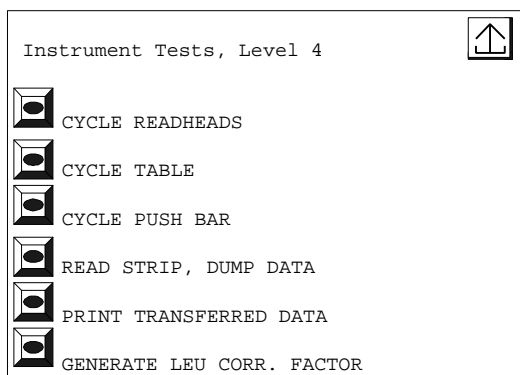 Instrument Tests, Level 4
CYCLE READHEADS
CYCLE TABLE
CYCLE PUSH BAR
READ STRIP, DUMP DATA
PRINT TRANSFERRED DATA
GENERATE LEU CORR. FACTOR